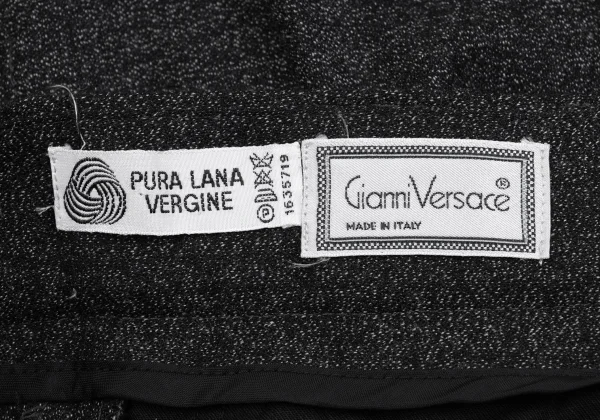 PURA LANA
VERGINE
1635719
Gianni Versace®
MADE IN ITALY